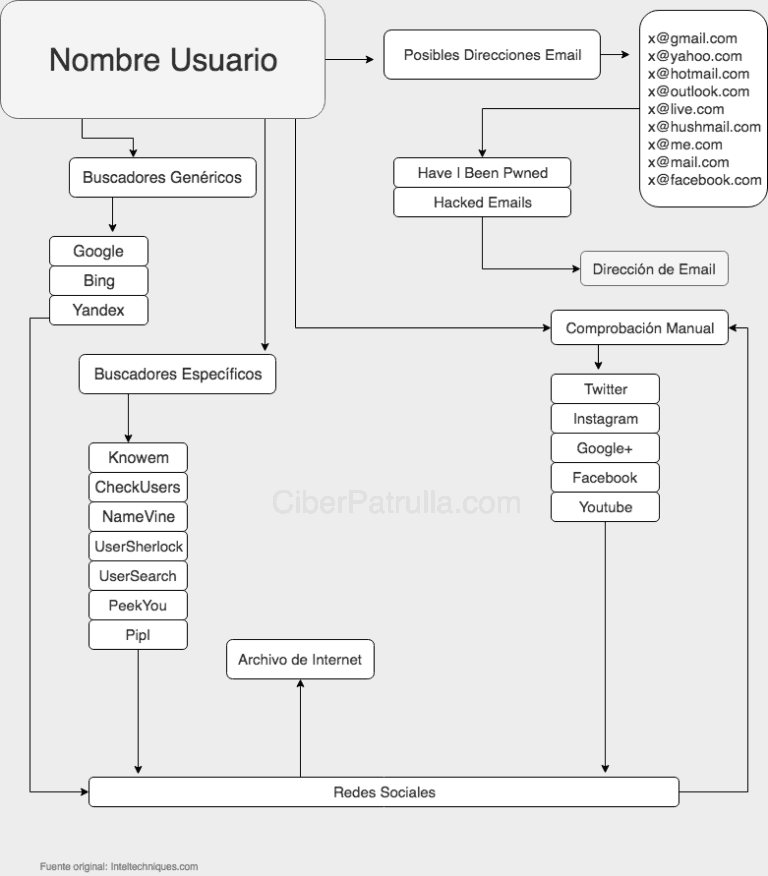 Nombre Usuario
Posibles Direcciones Email
x@gmail.com
x@yahoo.com
x@hotmail.com
x@outlook.com
x@live.com
x@hushmail.com
x@me.com
x@mail.com
x@facebook.com
Buscadores Genéricos
Have I Been Pwned
Hacked Emails
Google
Bing
Yandex
Dirección de Email
Comprobación Manual
Buscadores Específicos
Twitter
Instagram
Google+
Facebook
Youtube
Knowem
CheckUsers
NameVine
UserSherlock
UserSearch
PeekYou
Pipl
CiberPatrulla.com
Archivo de Internet
Redes Sociales
Fuente original: Inteltechniques.com